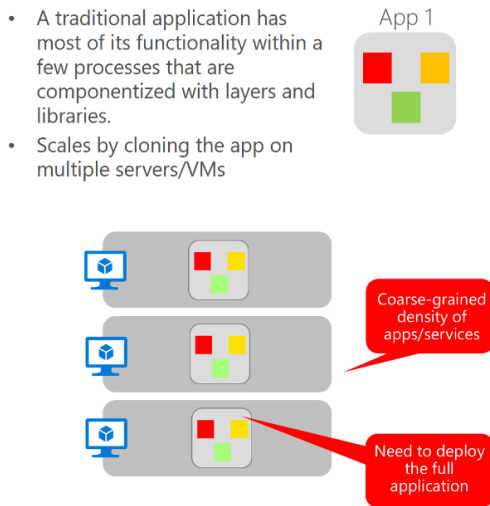 • A traditional application has
most of its functionality within a
few processes that are
componentized with layers and
libraries.
• Scales by cloning the app on
multiple servers/VMs
App 1
Coarse-grained
density of
apps/services
Need to deploy
the full
application